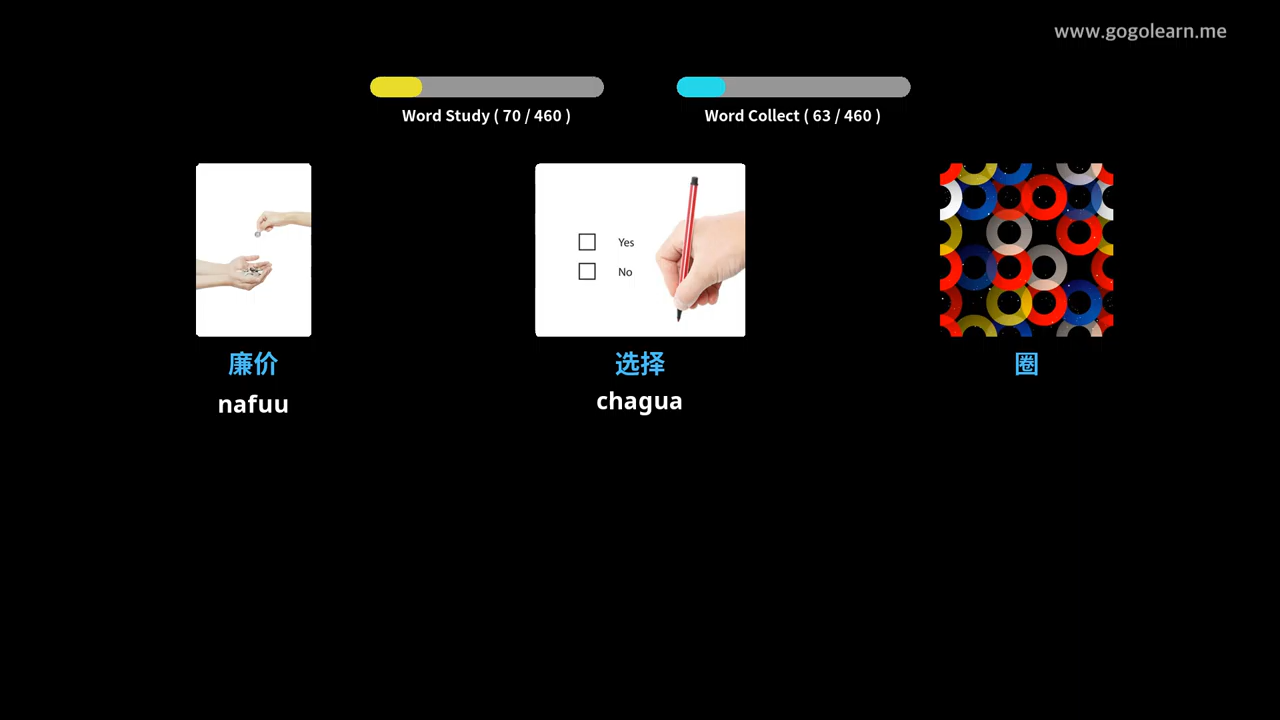 www.gogolearn.me
Word Study ( 70 / 460 )
Word Collect ( 63 / 460 )
Yes
No
廉价
选择
圈
nafuu
chagua